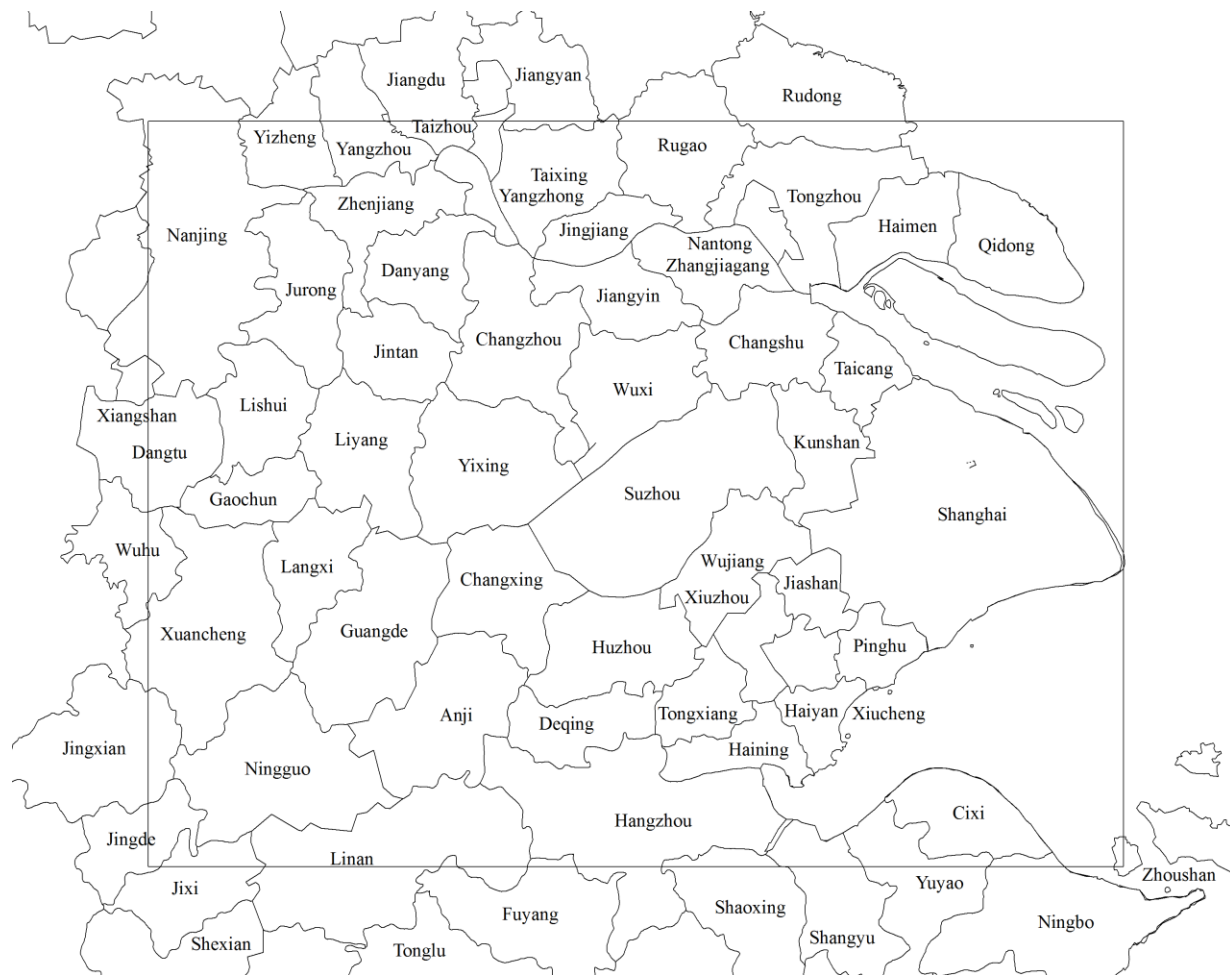 Jiangdu
Jiangyan
Rudong
Yizheng
Taizhou
Yangzhou
Rugao
Taixing
Yangzhong
Tongzhou
Zhenjiang
Nanjing
Jingjiang
Haimen
Qidong
Nantong
Zhangjiagang
Danyang
Jurong
Jiangyin
Changzhou
Changshu
Jintan
Taicang
Wuxi
Lishui
Xiangshan
Dangtu
Liyang
Kunshan
Yixing
Suzhou
Gaochun
Shanghai
Wuhu
Langxi
Changxing
Wujiang
Jiashan
Xiuzhou
Xuancheng
Guangde
Huzhou
Pinghu
Anji
Deqing
Tongxiang
Haiyan
Xiucheng
Jingxian
Haining
Ningguo
Hangzhou
Cixi
Jingde
Linan
Jixi
Yuyao
Zhoushan
Fuyang
Shaoxing
Ningbo
Shexian
Tonglu
Shangyu